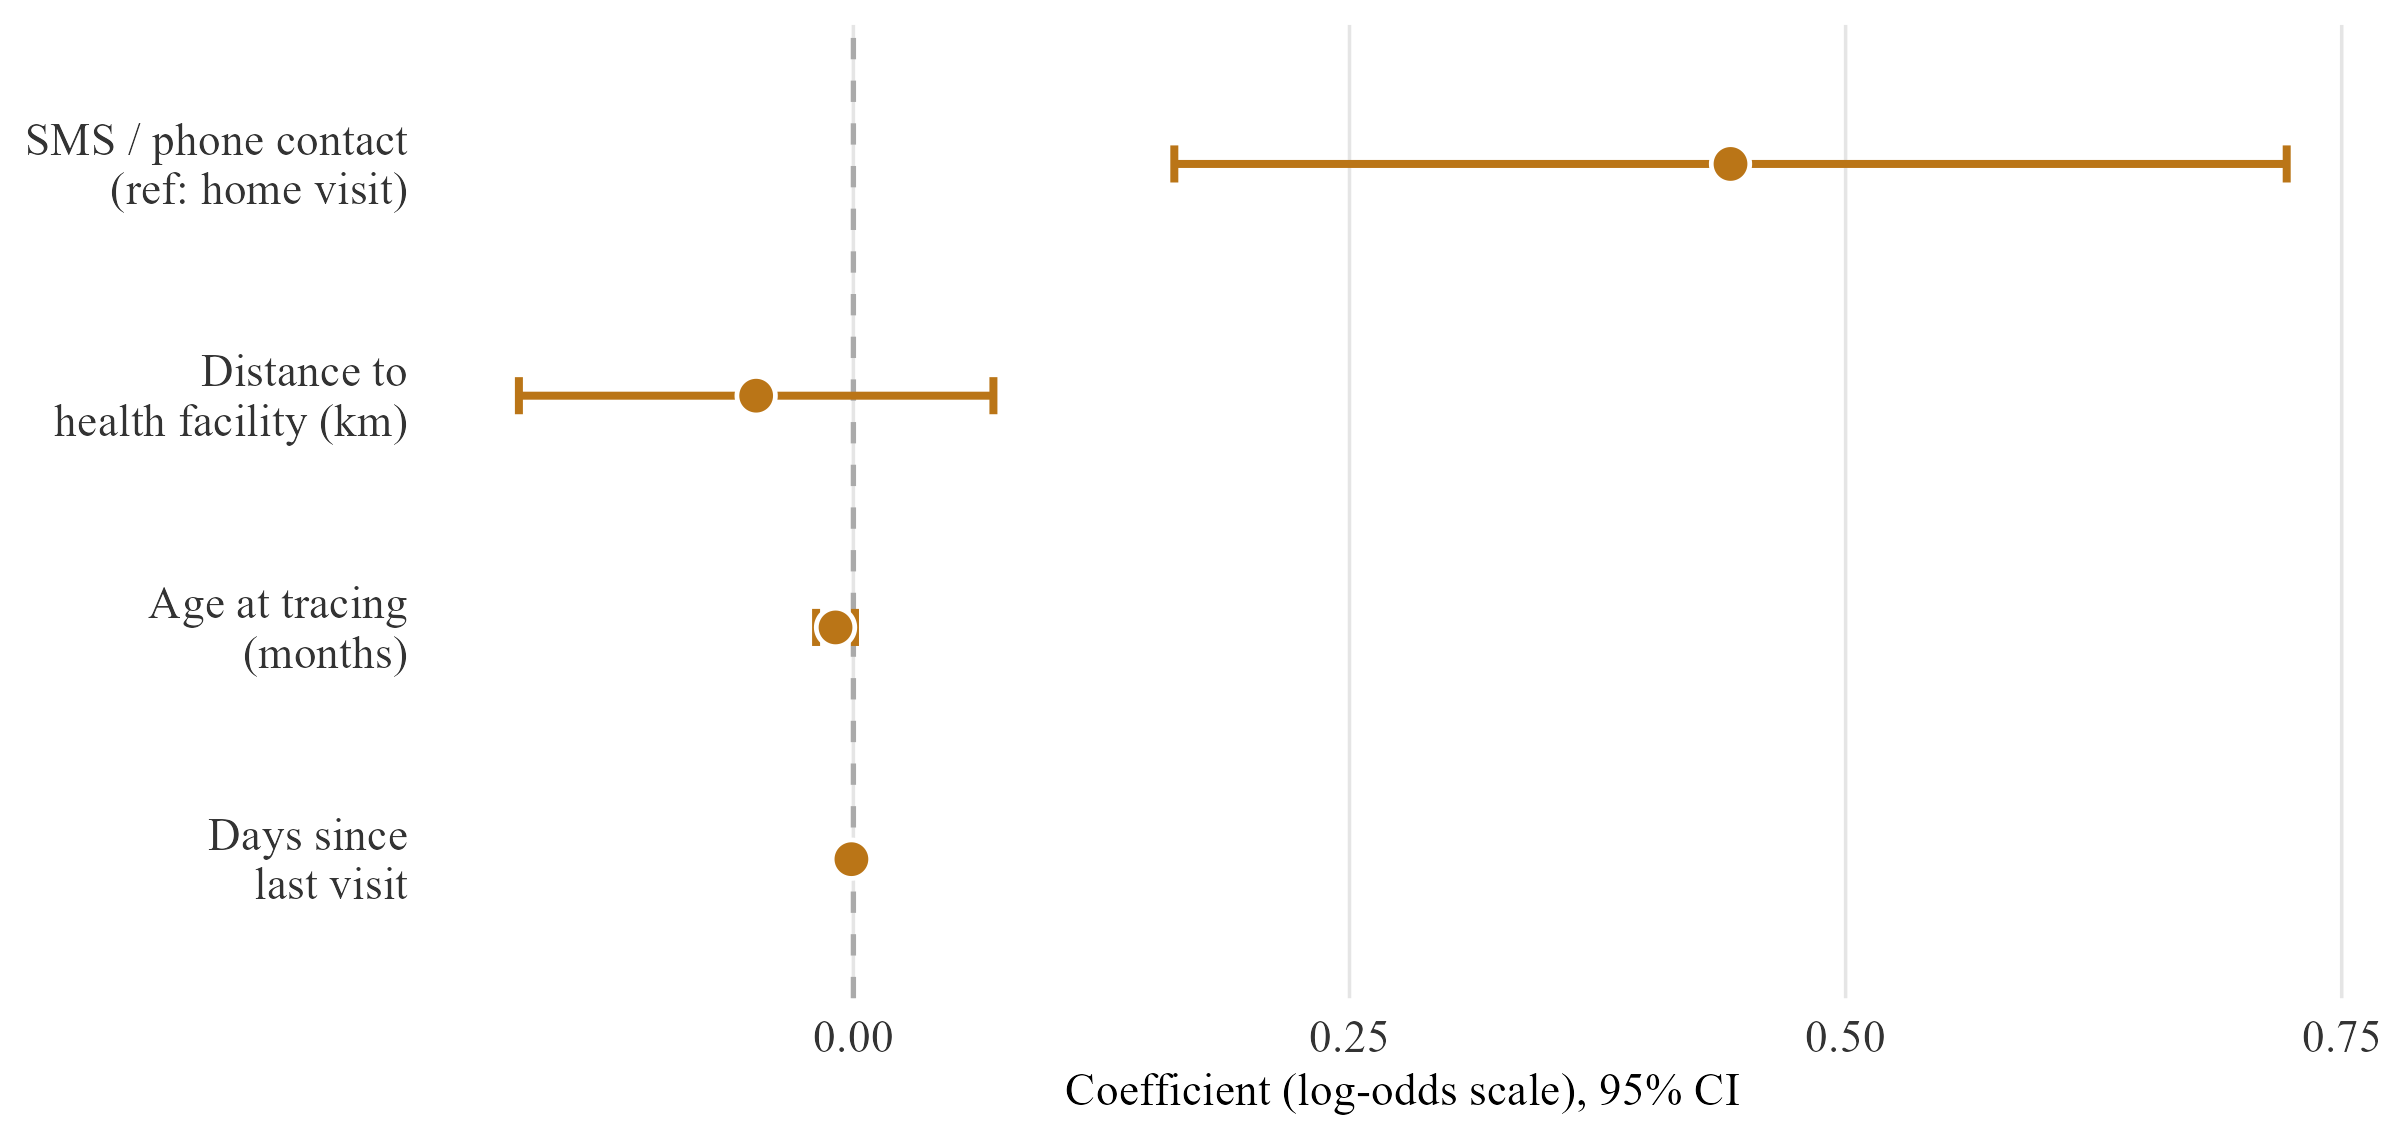 SMS / phone contact
(ref: home visit)
Distance to
health facility (km)
Age at tracing
(months)
Days since
last visit
0.00 0.25 0.50 0.75
Coefficient (log-odds scale), 95% CI